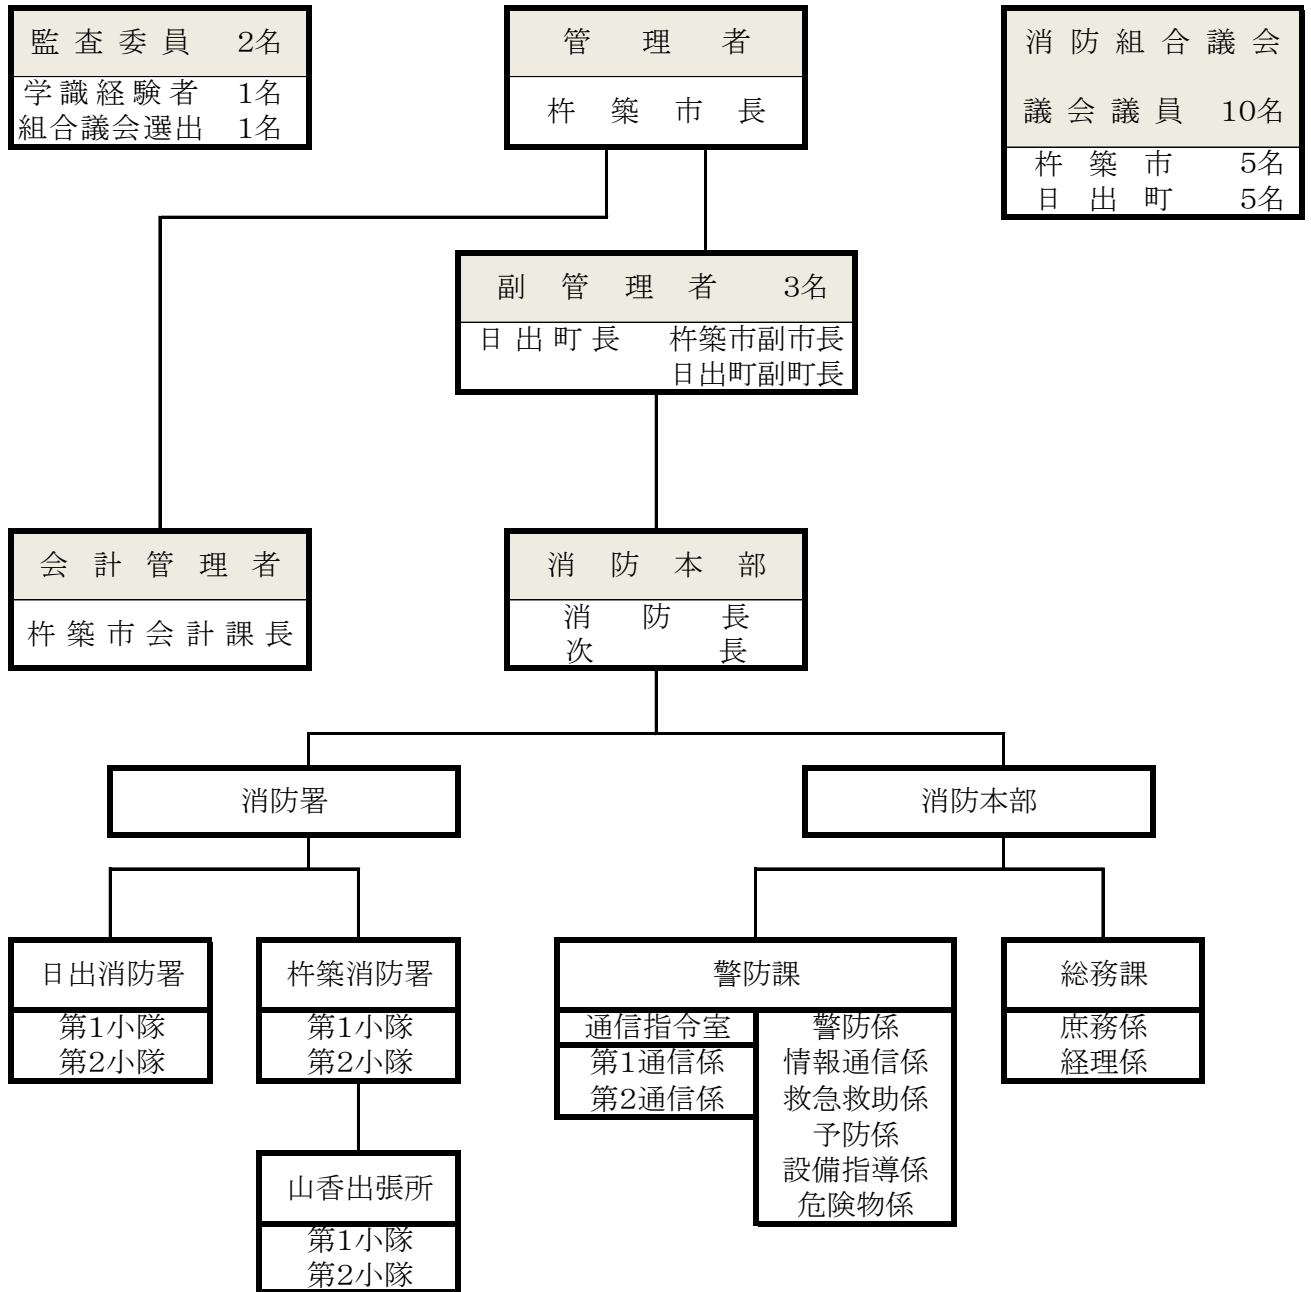 監査委員 2名
学識経験者 1名
組合議会選出 1名
管理者
杵築市長
消防組合議会
議会議員 10名
杵築市 5名
日出町 5名
副管理者 3名
日出町長 杵築市副市長
日出町副町長
会計管理者
杵築市会計課長
消防本部
消防長
次長
消防署
消防本部
日出消防署
第1小隊
第2小隊
杵築消防署
第1小隊
第2小隊
山香出張所
第1小隊
第2小隊
警防課
通信指令室
第1通信係
第2通信係
警防係
情報通信係
救急救助係
予防係
設備指導係
危険物係
総務課
庶務係
経理係